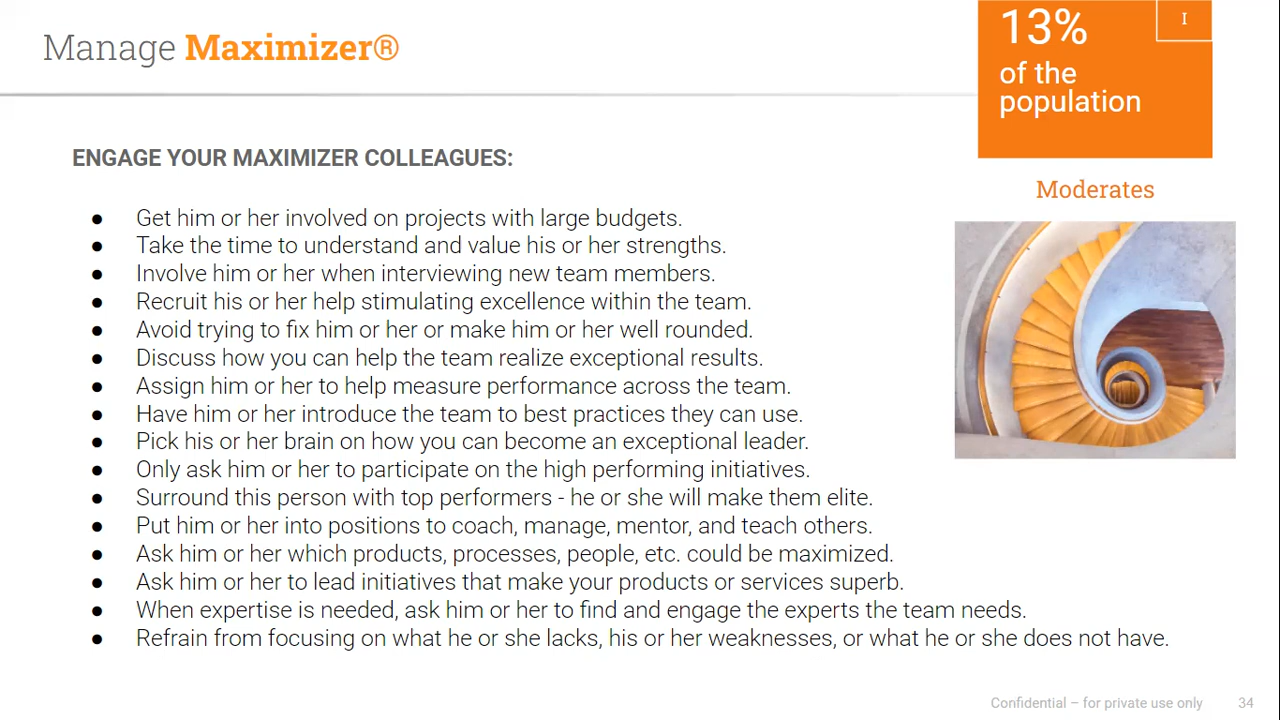 Manage Maximizer®
13%
of the
population
I
Moderates
ENGAGE YOUR MAXIMIZER COLLEAGUES:
● Get him or her involved on projects with large budgets.
● Take the time to understand and value his or her strengths.
● Involve him or her when interviewing new team members.
● Recruit his or her help stimulating excellence within the team.
● Avoid trying to fix him or her or make him or her well rounded.
● Discuss how you can help the team realize exceptional results.
● Assign him or her to help measure performance across the team.
● Have him or her introduce the team to best practices they can use.
● Pick his or her brain on how you can become an exceptional leader.
● Only ask him or her to participate on the high performing initiatives.
● Surround this person with top performers - he or she will make them elite.
● Put him or her into positions to coach, manage, mentor, and teach others.
● Ask him or her which products, processes, people, etc. could be maximized.
● Ask him or her to lead initiatives that make your products or services superb.
● When expertise is needed, ask him or her to find and engage the experts the team needs.
● Refrain from focusing on what he or she lacks, his or her weaknesses, or what he or she does not have.
Confidential – for private use only 34